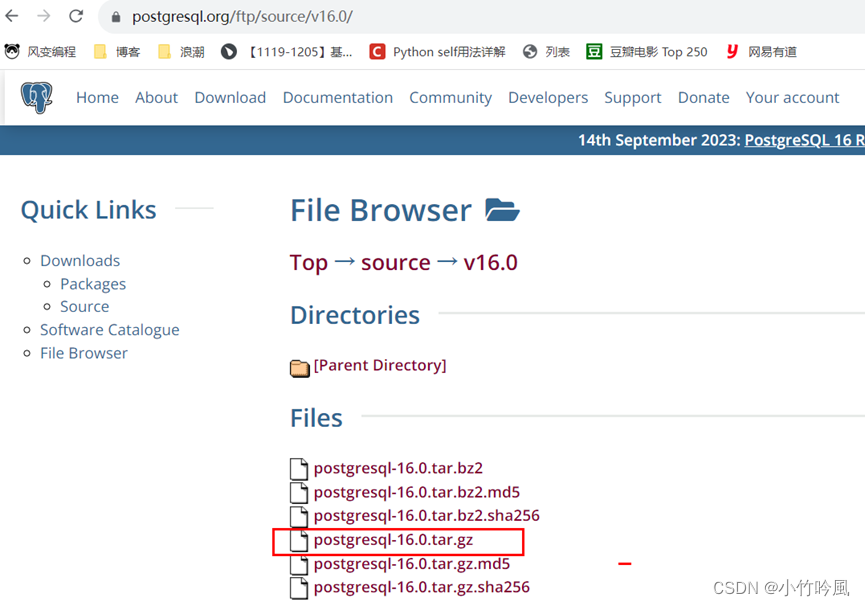 postgresql.org/ftp/source/v16.0/
风变编程 博客 浪潮 【1119-1205】基... C Python self用法详解 列表 豆 豆瓣电影 Top 250 y 网易有道
Home About Download Documentation Community Developers Support Donate Your account
14th September 2023: PostgreSQL 16 R
Quick Links
Downloads
Packages
Source
Software Catalogue
File Browser
File Browser
Top → source → v16.0
Directories
[Parent Directory]
Files
postgresql-16.0.tar.bz2
postgresql-16.0.tar.bz2.md5
postgresql-16.0.tar.bz2.sha256
postgresql-16.0.tar.gz
postgresql-16.0.tar.gz.md5
postgresql-16.0.tar.gz.sha256
CSDN @小竹吟風